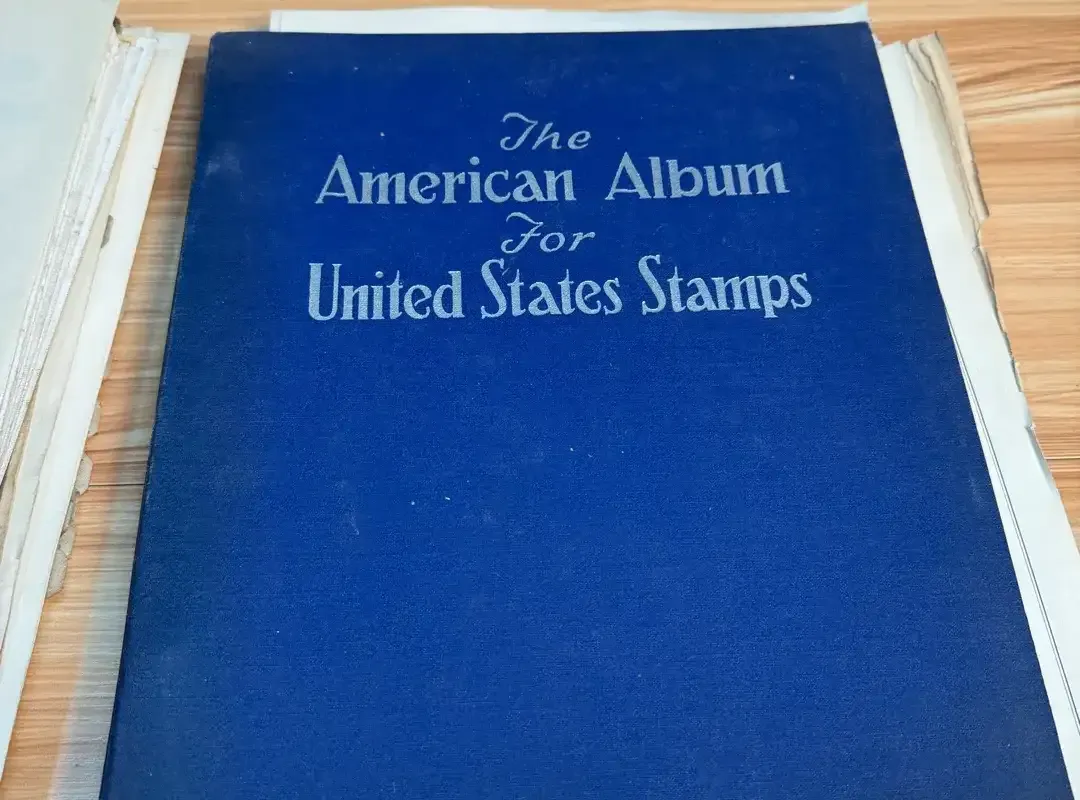 The
American Album
For
United States Stamps